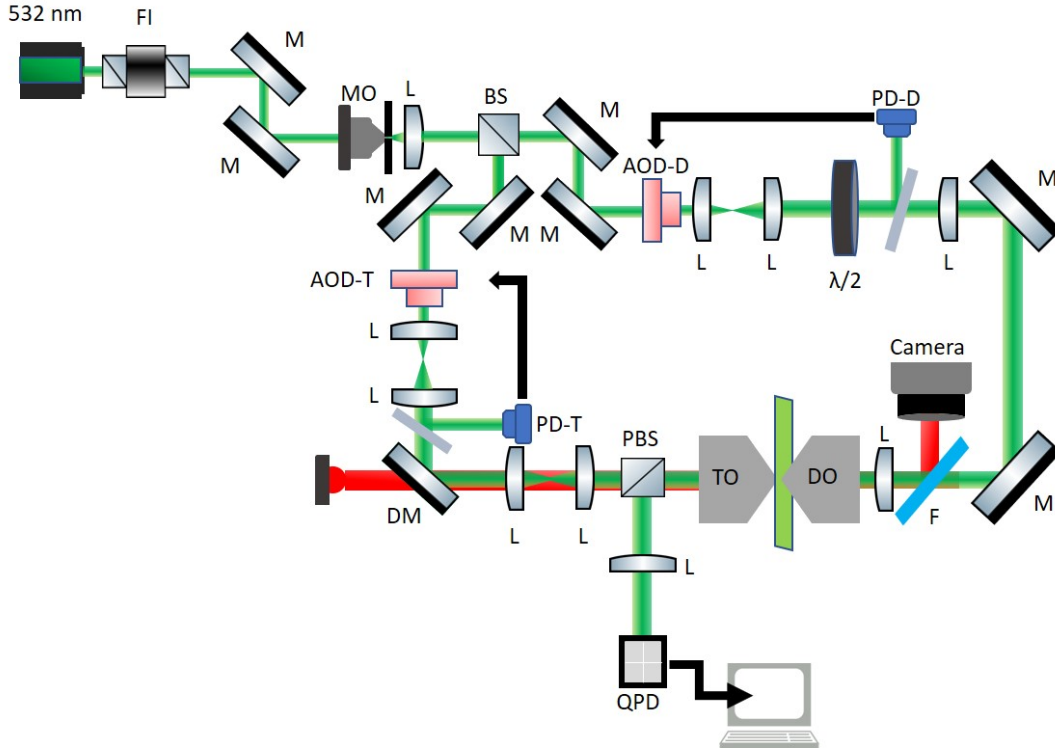 532 nm
FI
M
M
MO
L
BS
M
PD-D
AOD-D
M
M
M
M
L
L
λ/2
L
M
AOD-T
L
L
PD-T
Camera
PBS
L
TO
DO
DM
L
L
F
M
L
QPD